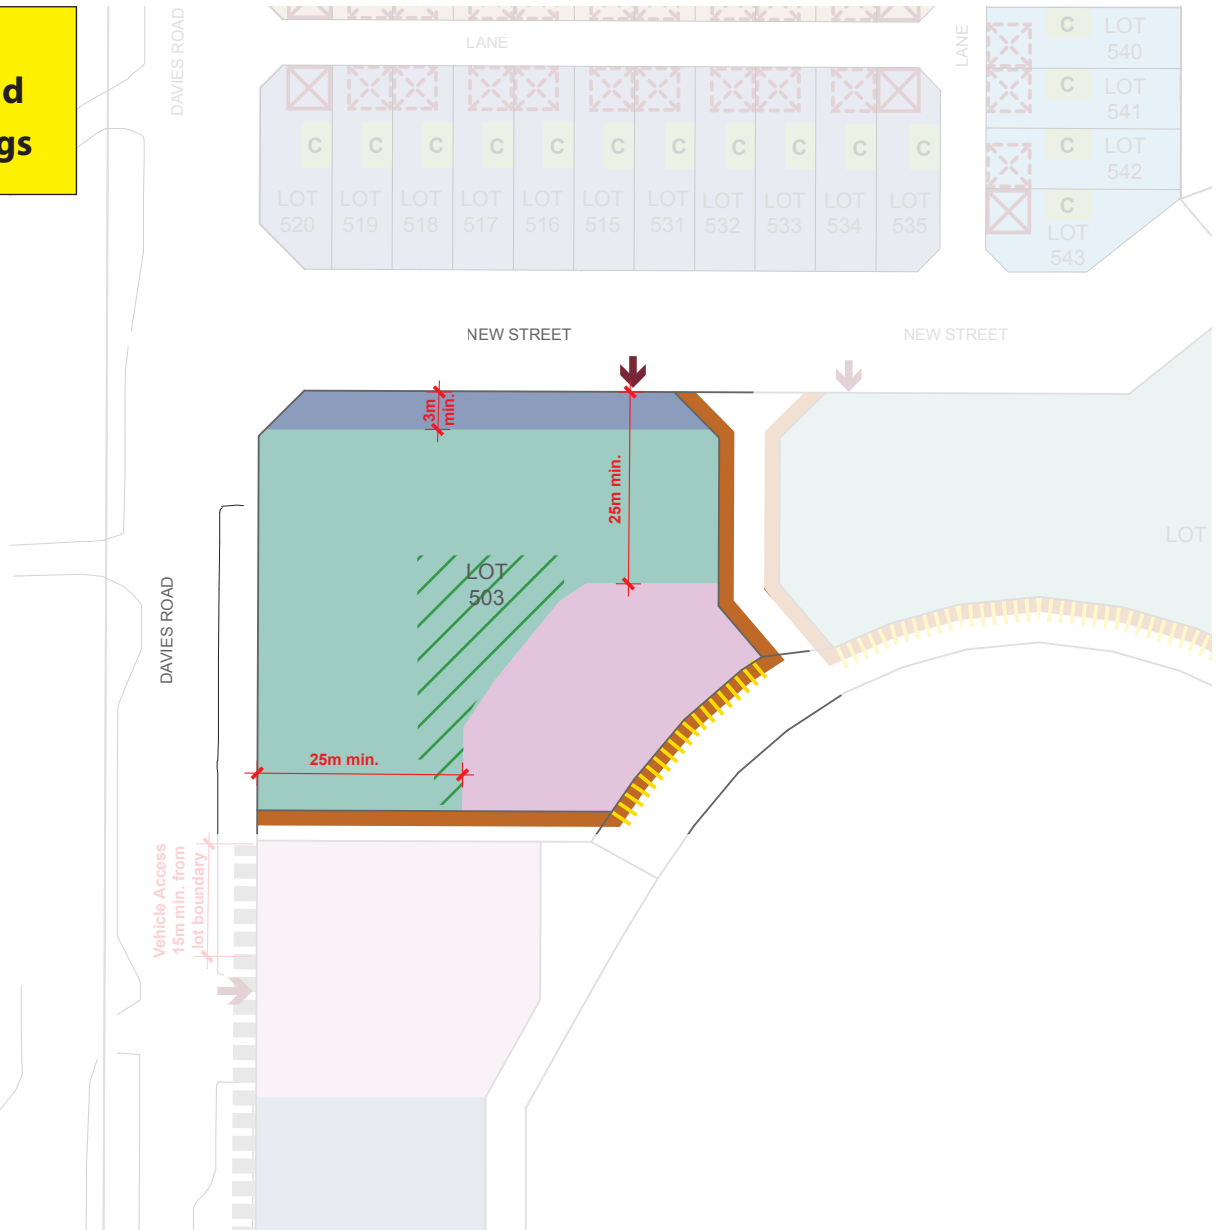 d
gs
DAVIES ROAD
LANE
LANE
C
LOT
540
C
LOT
541
C
LOT
542
C
LOT
543
C
C
C
C
C
C
C
C
C
C
C
LOT
520
LOT
519
LOT
518
LOT
517
LOT
516
LOT
515
LOT
531
LOT
532
LOT
533
LOT
534
LOT
535
NEW STREET
NEW STREET
3m
min.
25m min.
LOT
503
LOT
DAVIES ROAD
25m min.
Vehicle Access
15m min. from
lot boundary